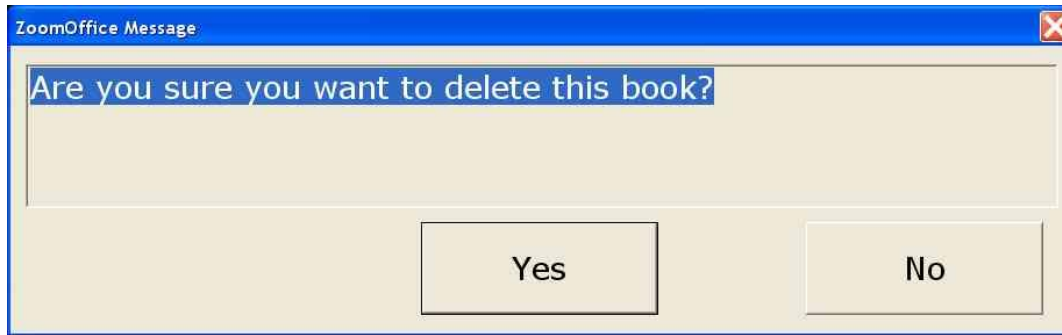 ZoomOffice Message
Are you sure you want to delete this book?
Yes
No